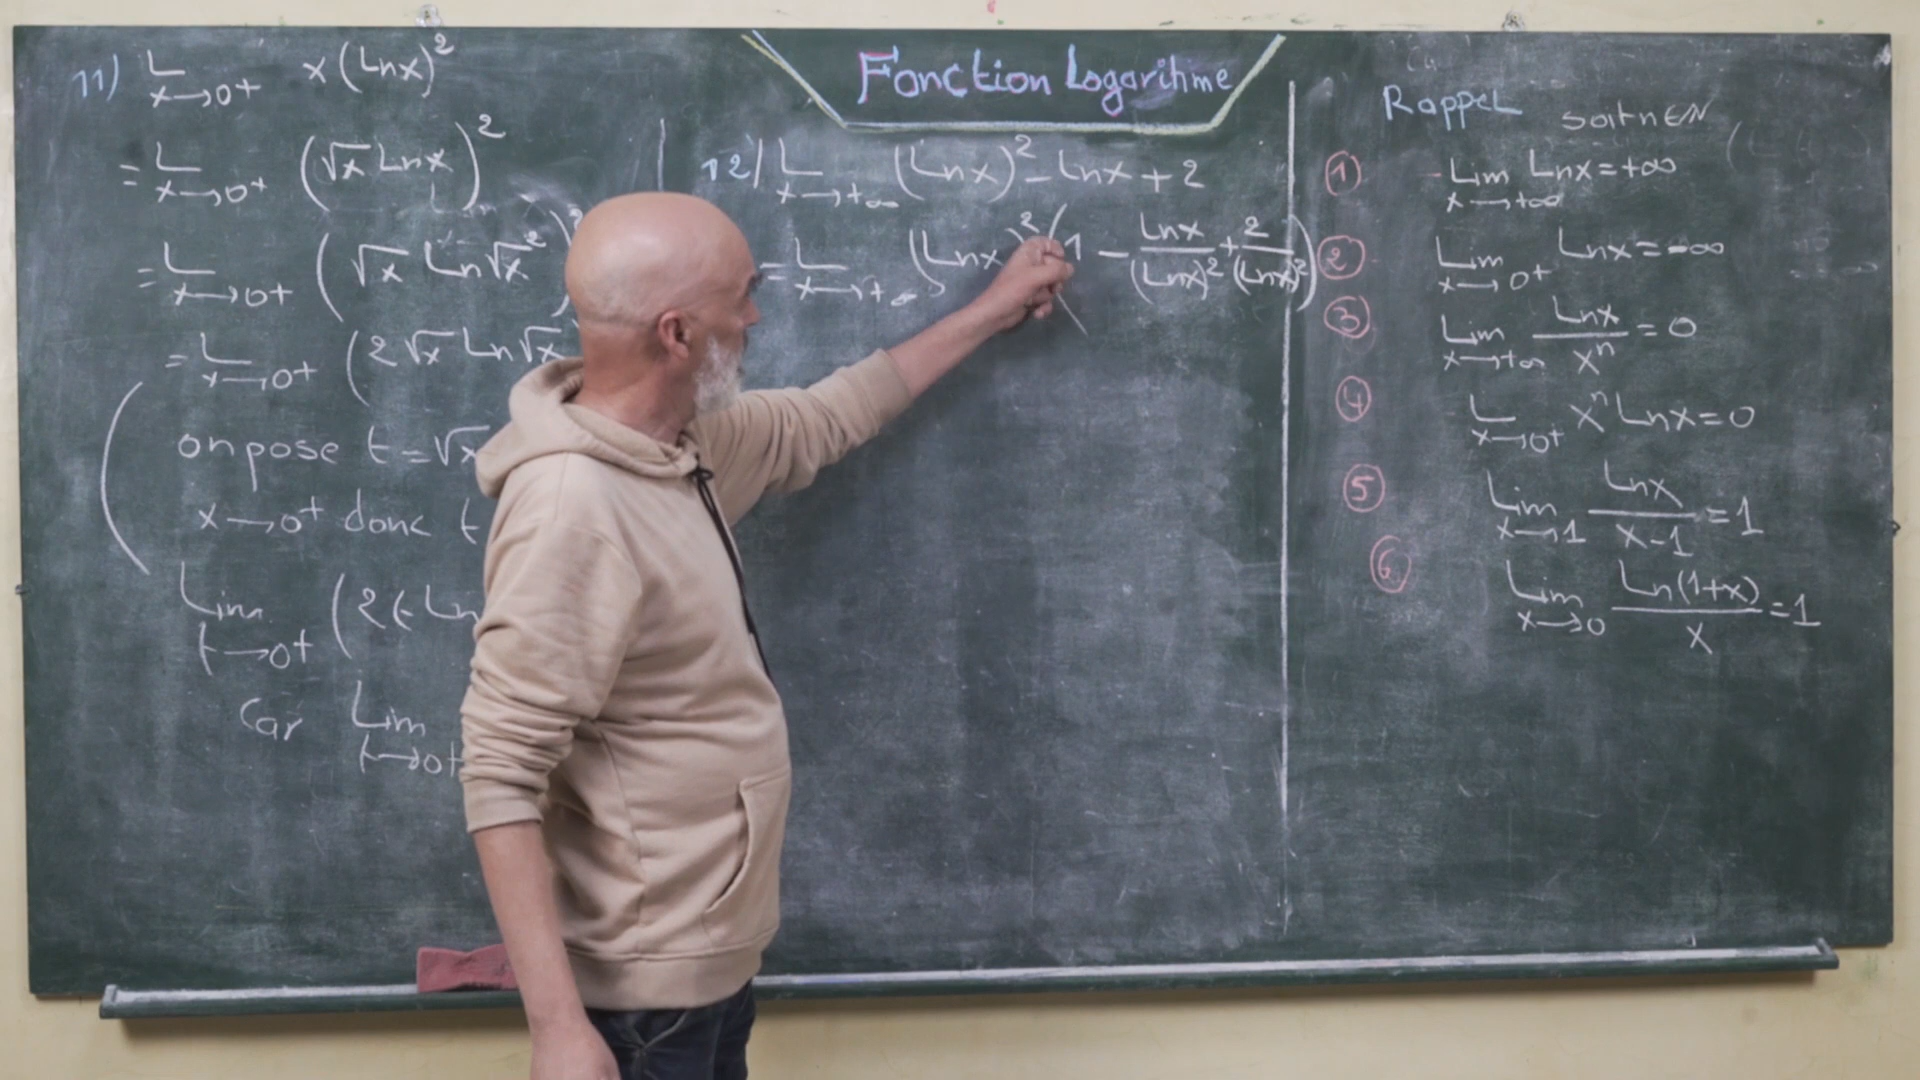 Fonction Logarithme
11) L x→0+ x(Lnx)²
= L x→0+ (√x Lnx)²
= L x→0+ (√x Ln√x²)²
= L x→0+ (2√x Ln√x
(on pose t=√x
x→0+ donc t
Lim t→0+ (2t Ln
Car Lim t→0+
12/ L x→+∞ (Lnx)² - Lnx + 2
= L x→+∞ (Lnx)² (1 - Lnx/(Lnx)² + 2/(Lnx)²)
Rappel soit n∈N
① - Lim x→+∞ Lnx=+∞
② Lim x→0+ Lnx=-∞
③ Lim x→+∞ Lnx/xⁿ = 0
④ L x→0+ xⁿ Lnx=0
⑤ Lim x→1 Lnx/x-1 = 1
⑥ Lim x→0 Ln(1+x)/x = 1